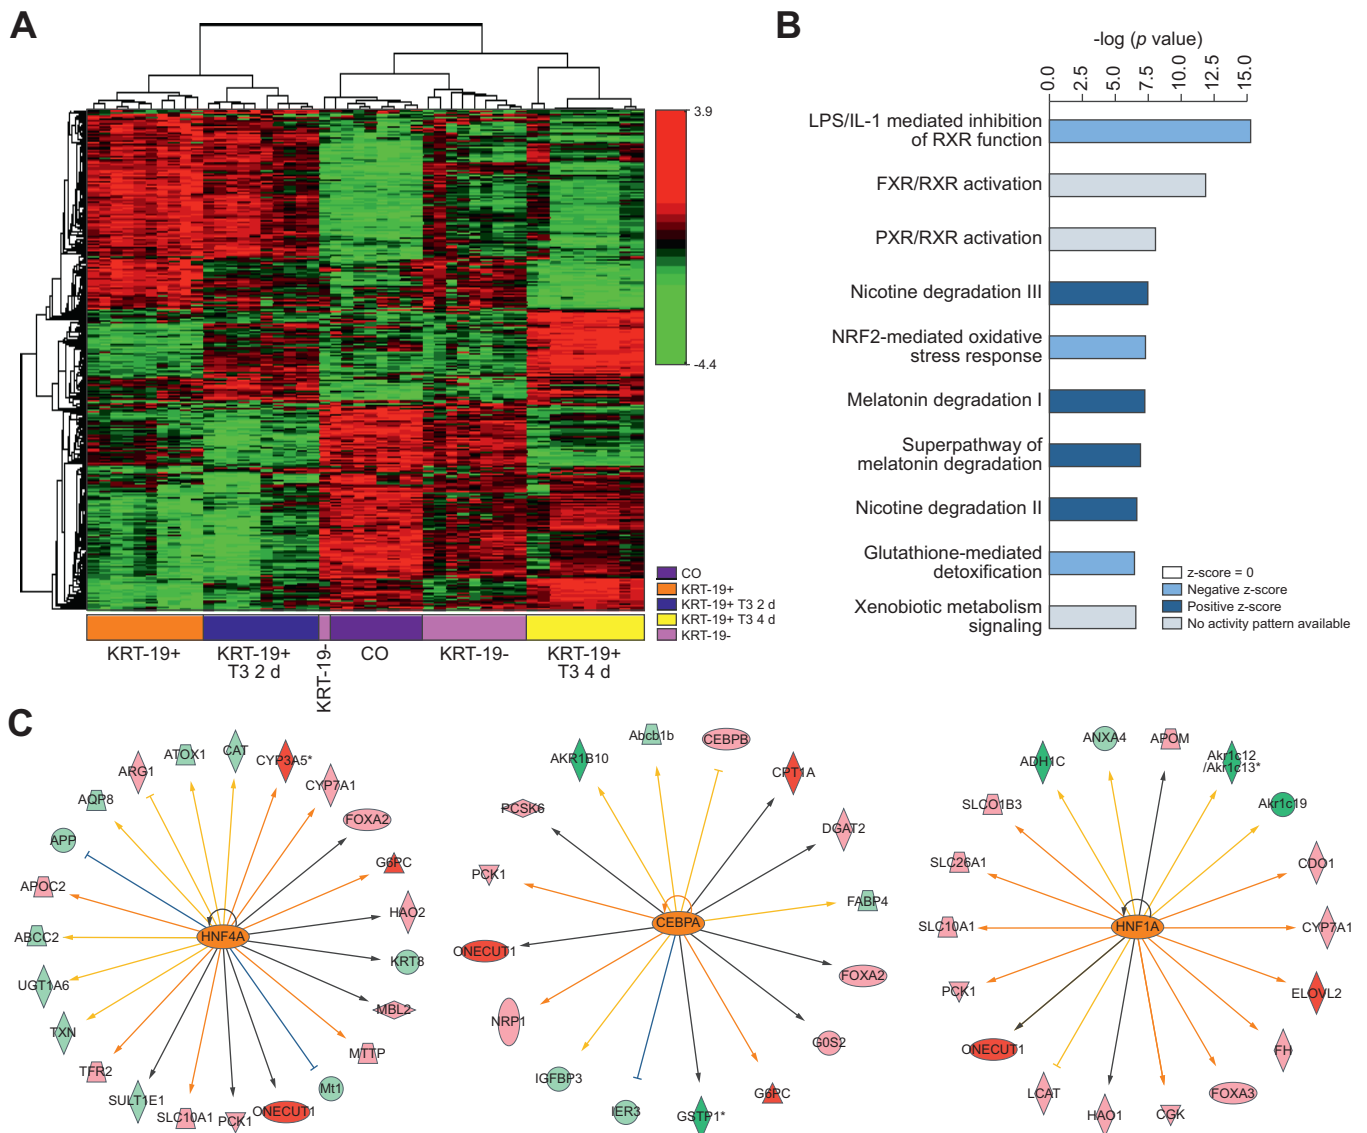 A
3.9
-4.4
CO
KRT-19+
KRT-19+ T3 2 d
KRT-19+ T3 4 d
KRT-19-
KRT-19+
KRT-19+
T3 2 d
KRT-19-
CO
KRT-19-
KRT-19+
T3 4 d
B
-log (p value)
0.0
2.5
5.0
7.5
10.0
12.5
15.0
LPS/IL-1 mediated inhibition
of RXR function
FXR/RXR activation
PXR/RXR activation
Nicotine degradation III
NRF2-mediated oxidative
stress response
Melatonin degradation I
Superpathway of
melatonin degradation
Nicotine degradation II
Glutathione-mediated
detoxification
Xenobiotic metabolism
signaling
z-score = 0
Negative z-score
Positive z-score
No activity pattern available
C
CAT
ATOX1
CYP3A5*
ARG1
CYP7A1
AQP8
FOXA2
APP
G6PC
APOC2
HAO2
HNF4A
ABCC2
KRT8
UGT1A6
MBL2
TXN
MTTP
TFR2
Mt1
SULT1E1
SLC10A1
PCK1
ONECUT1
Abcb1b
CEBPB
AKR1B10
CPT1A
PCSK6
DGAT2
PCK1
FABP4
CEBPA
ONECUT1
FOXA2
NRP1
G0S2
IGFBP3
G6PC
IER3
GSTP1*
ANXA4
APOM
ADH1C
Akr1c12
/Akr1c13*
SLCO1B3
Akr1c19
SLC26A1
CDO1
SLC10A1
HNF1A
CYP7A1
PCK1
ELOVL2
ONECUT1
FH
LCAT
FOXA3
HAO1
CGK